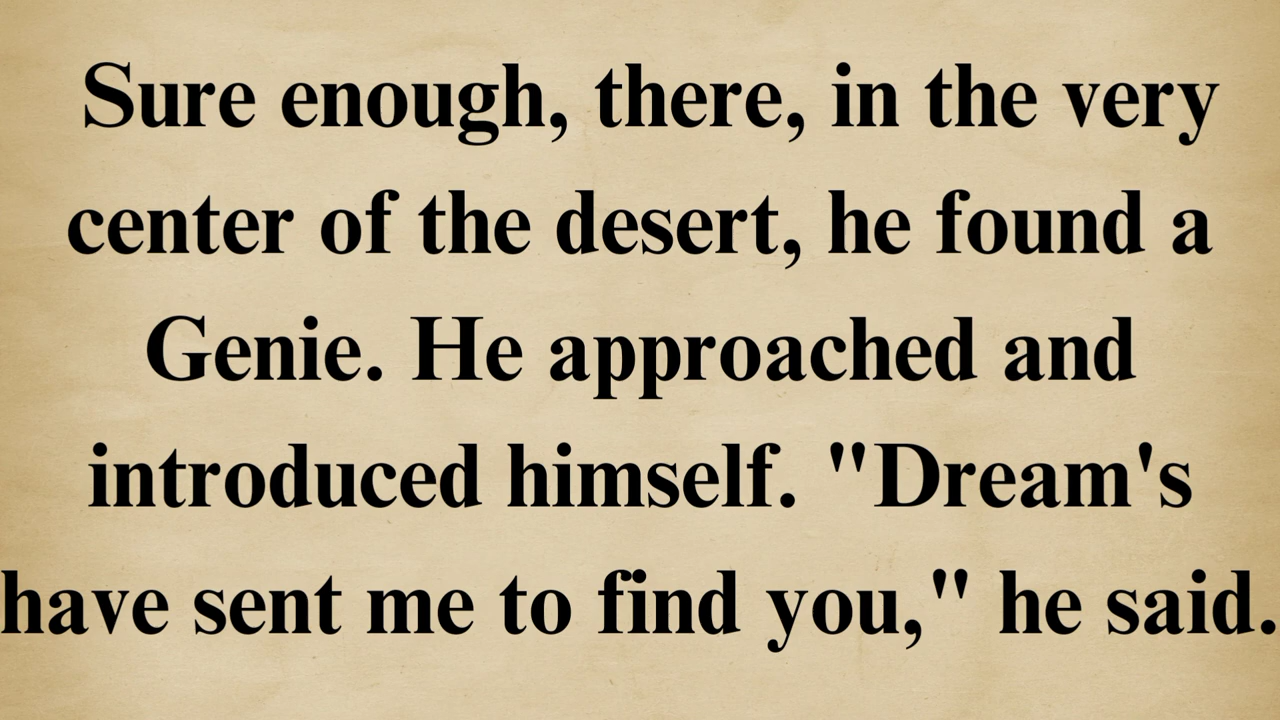 Sure enough, there, in the very
center of the desert, he found a
Genie. He approached and
introduced himself. "Dream's
have sent me to find you," he said.